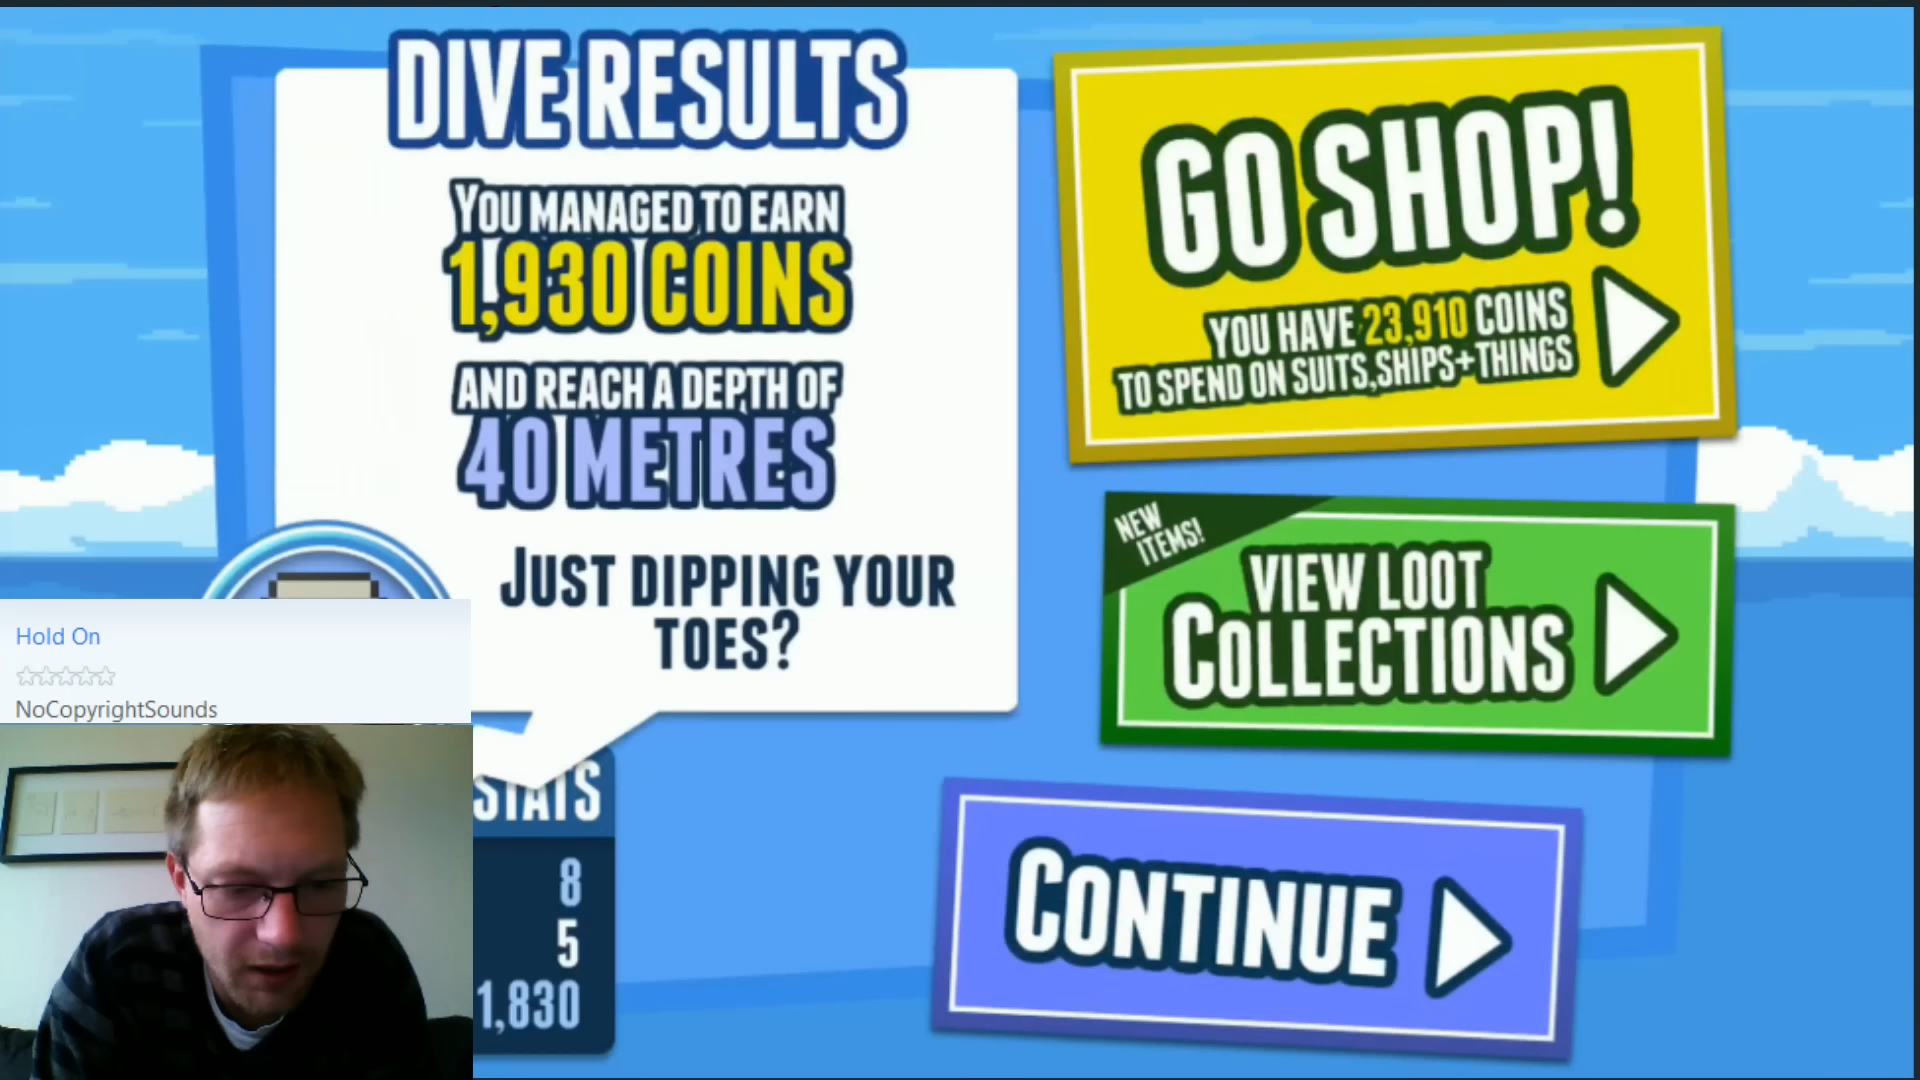 DIVE RESULTS
YOU MANAGED TO EARN
1,930 COINS
AND REACH A DEPTH OF
40 METRES
JUST DIPPING YOUR
TOES?
GO SHOP!
YOU HAVE 23,910 COINS
TO SPEND ON SUITS,SHIPS+THINGS
NEW
ITEMS!
VIEW LOOT
COLLECTIONS
CONTINUE
Hold On
NoCopyrightSounds
STATS
8
5
1,830